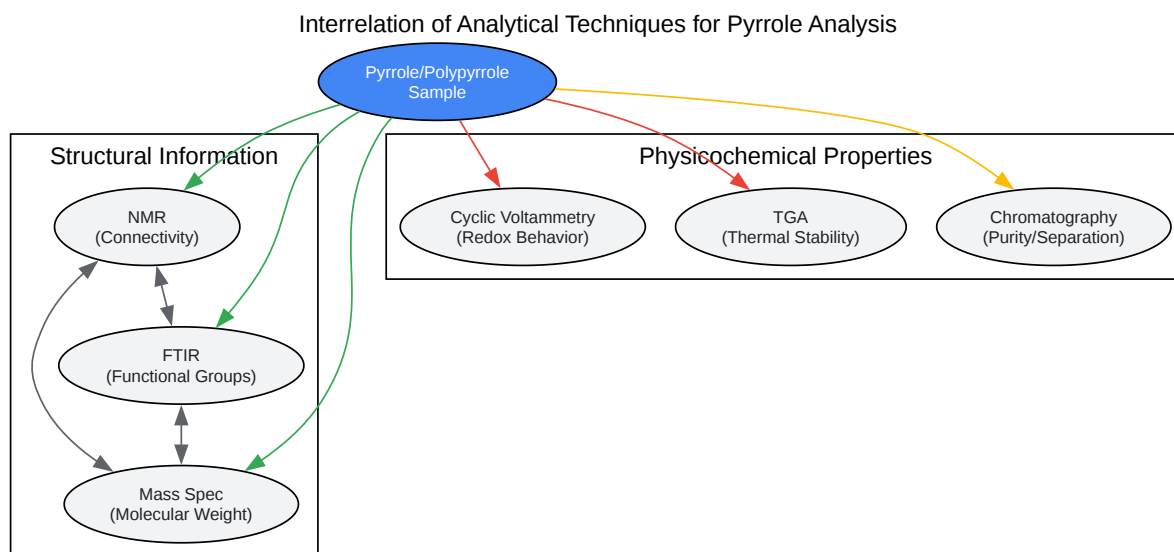 Interrelation of Analytical Techniques for Pyrrole Analysis
Pyrrole/Polypyrrole
Sample
Structural Information
NMR
(Connectivity)
FTIR
(Functional Groups)
Mass Spec
(Molecular Weight)
Physicochemical Properties
Cyclic Voltammetry
(Redox Behavior)
TGA
(Thermal Stability)
Chromatography
(Purity/Separation)